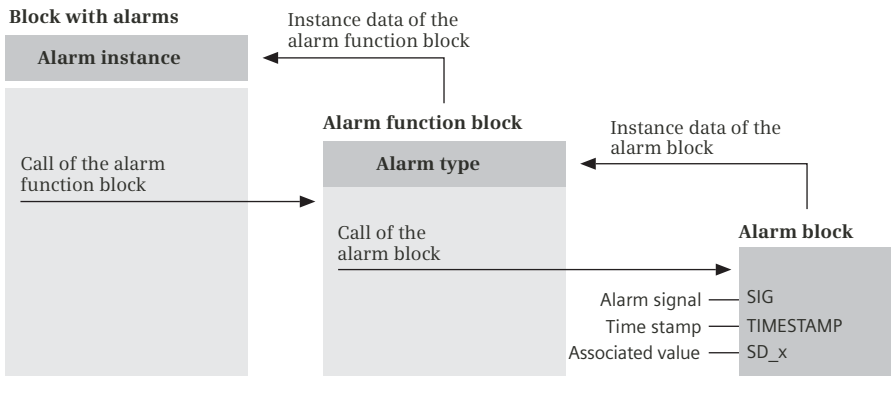 Block with alarms
Alarm instance
Call of the alarm
function block
Instance data of the
alarm function block
Alarm function block
Alarm type
Call of the
alarm block
Instance data of the
alarm block
Alarm block
Alarm signal
SIG
Time stamp
TIMESTAMP
Associated value
SD_x